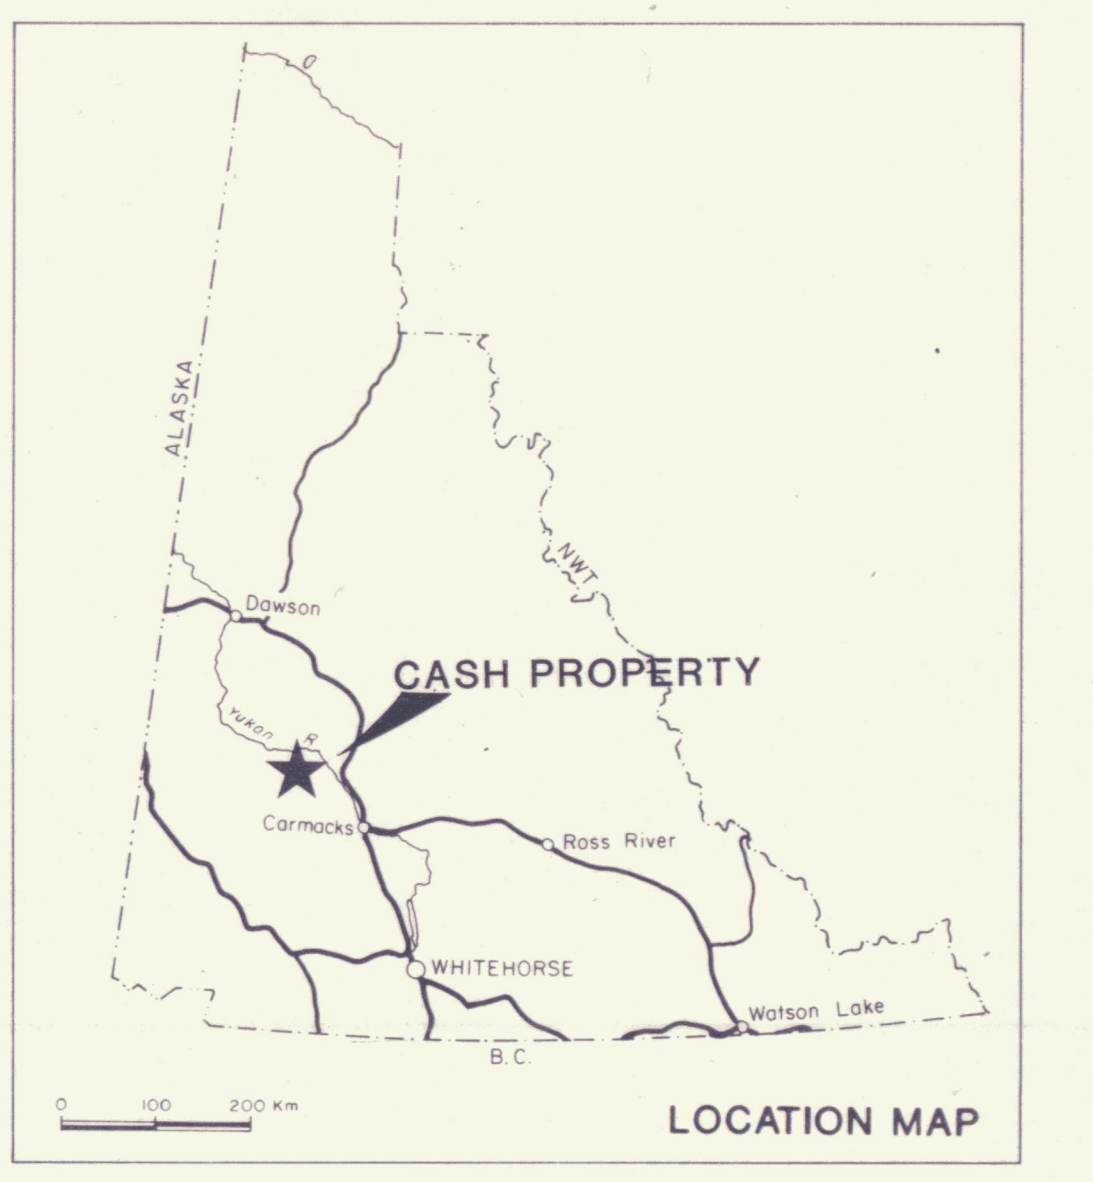 ALASKA
NWT
Dawson
CASH PROPERTY
Yukon R.
Carmacks
Ross River
WHITEHORSE
Watson Lake
B.C.
0 100 200 Km
LOCATION MAP